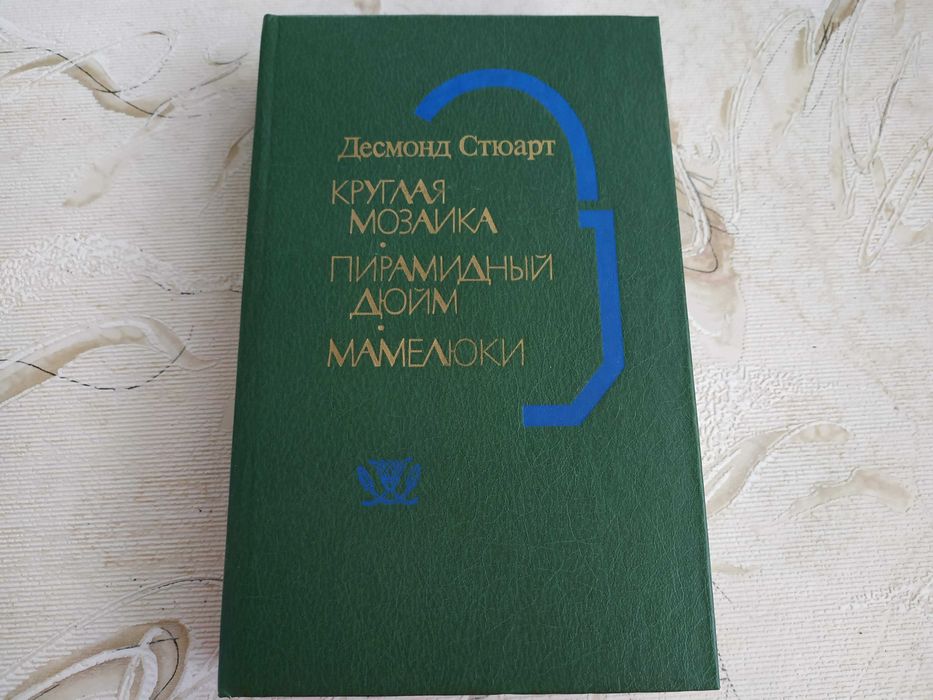 Десмонд Стюарт
КРУГЛАЯ
МОЗАИКА
•
ПИРАМИДНЫЙ
ДЮЙМ
•
МАМЕЛЮКИ